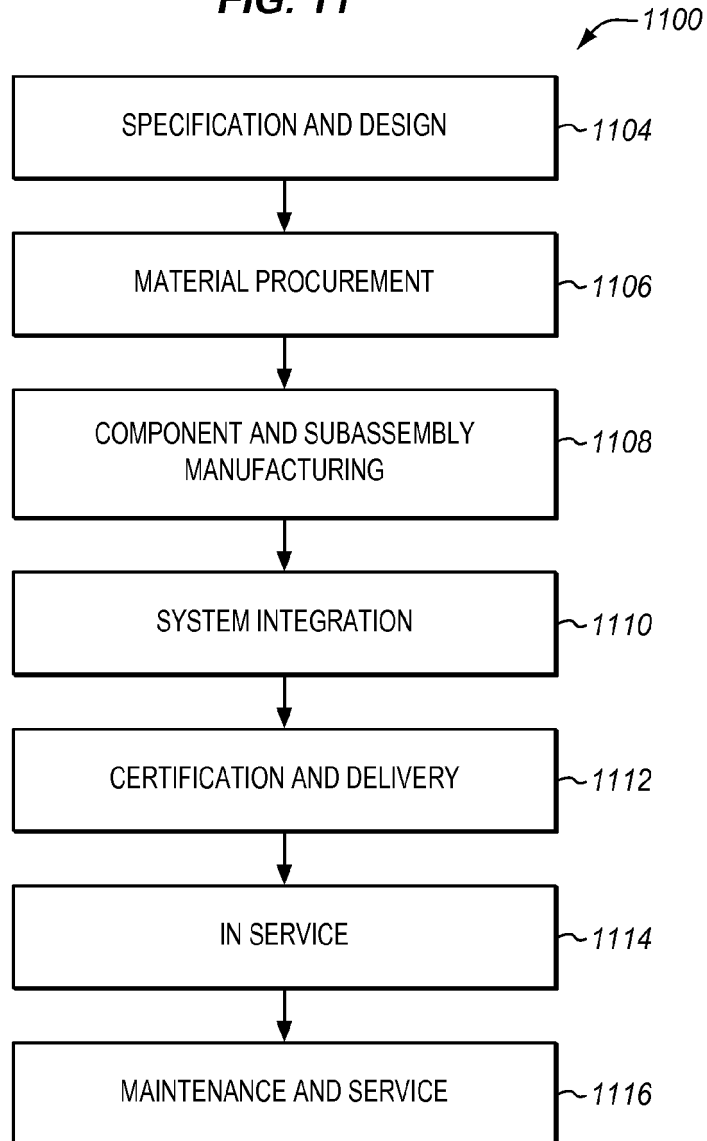 FIG. 11
1100
SPECIFICATION AND DESIGN
1104
MATERIAL PROCUREMENT
1106
COMPONENT AND SUBASSEMBLY
MANUFACTURING
1108
SYSTEM INTEGRATION
1110
CERTIFICATION AND DELIVERY
1112
IN SERVICE
1114
MAINTENANCE AND SERVICE
1116